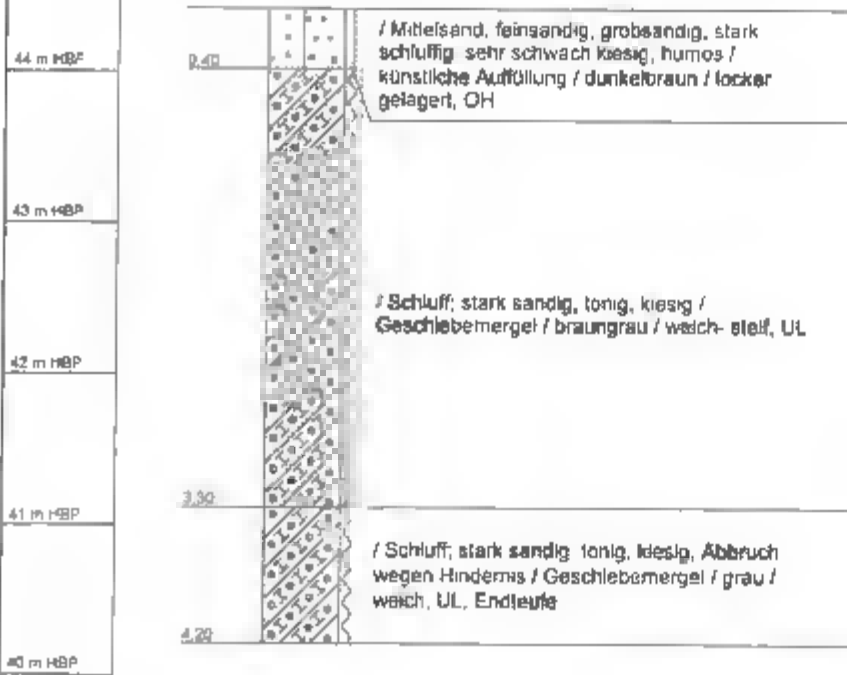 / Mittelsand, feinsandig, grobsandig, stark
schluffig, sehr schwach kiesig, humos /
künstliche Auffüllung / dunkelbraun / locker
gelagert, OH
44 m HBP
0,40
43 m HBP
/ Schluff; stark sandig, tonig, kiesig /
Geschiebemergel / braungrau / weich- steif, UL
42 m HBP
3,30
41 m HBP
/ Schluff; stark sandig, tonig, kiesig, Abbruch
wegen Hindernis / Geschiebemergel / grau /
weich, UL, Endteufe
4,20
40 m HBP